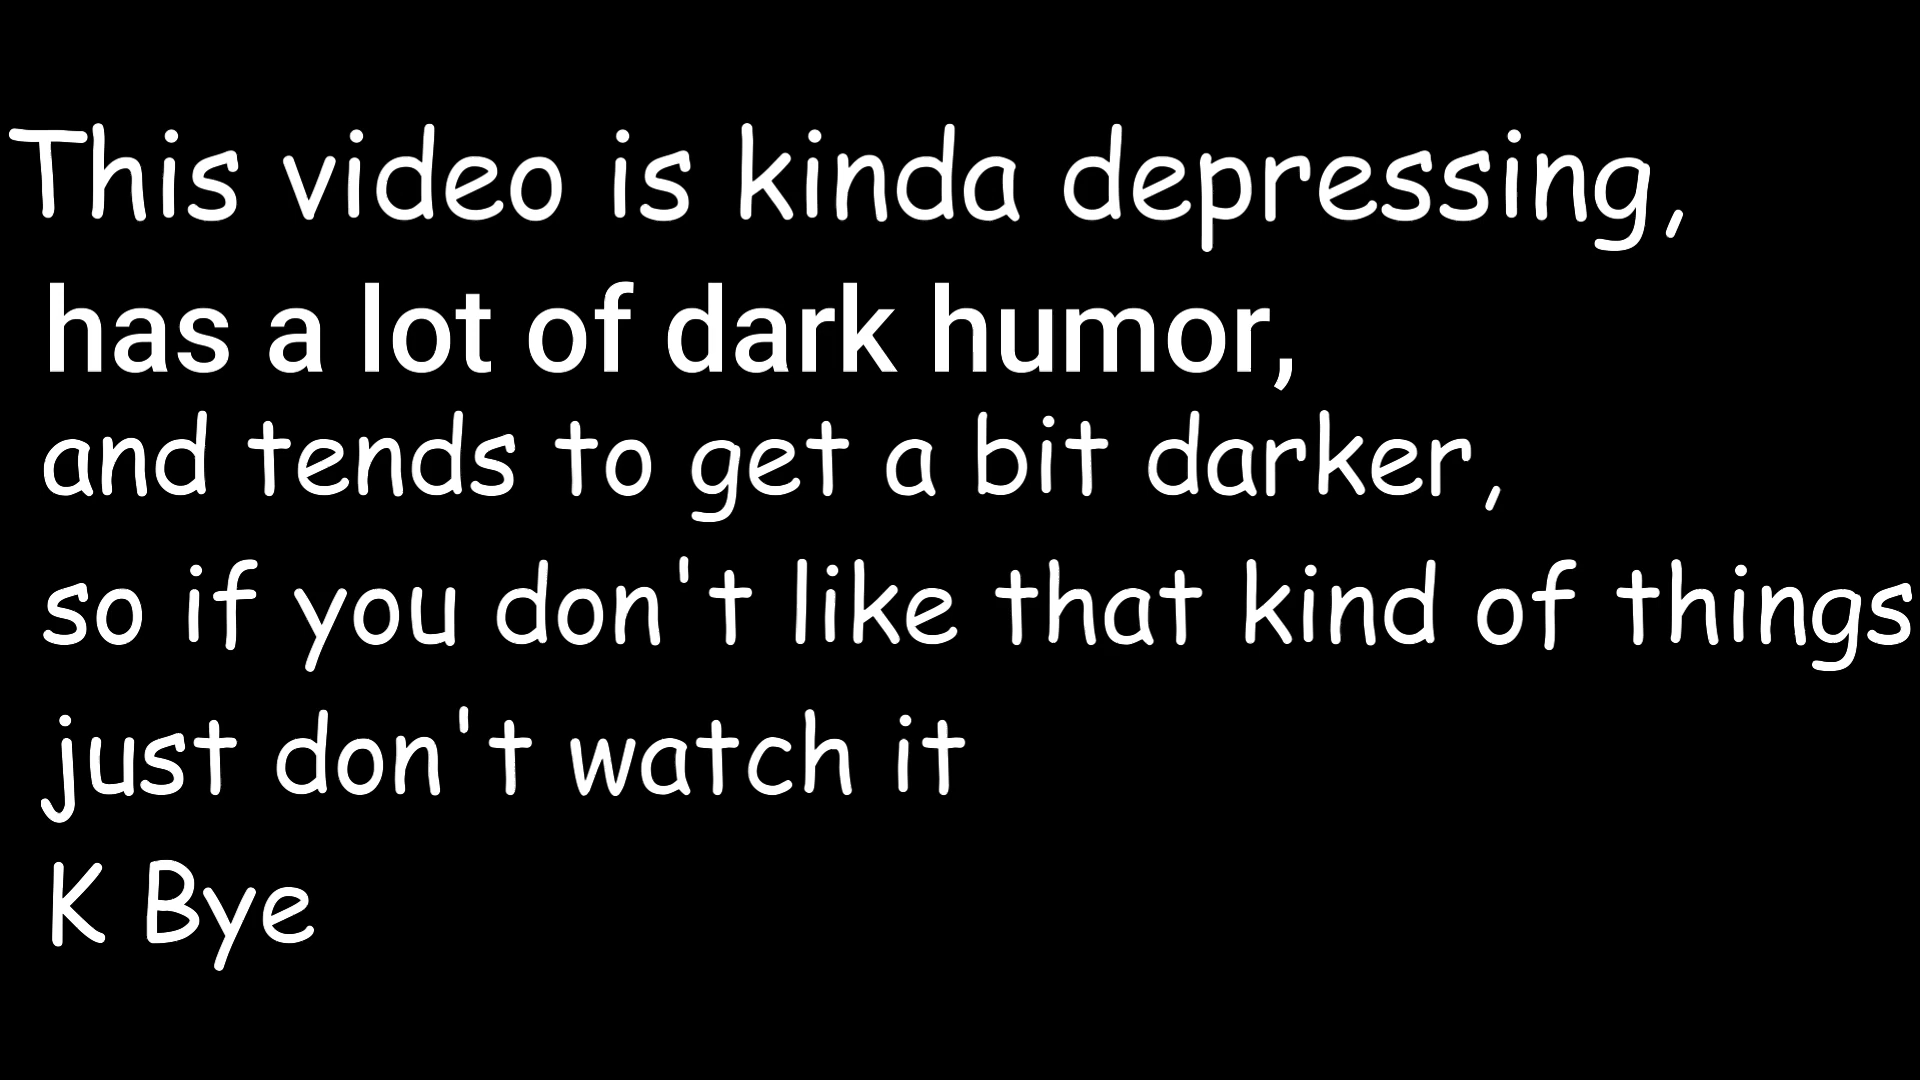 This video is kinda depressing,
has a lot of dark humor,
and tends to get a bit darker,
so if you don't like that kind of things
just don't watch it
K Bye